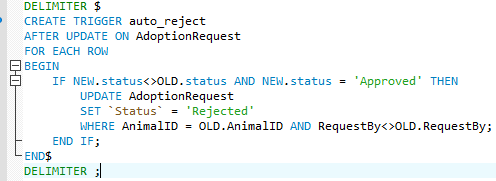 DELIMITER $
CREATE TRIGGER auto_reject
AFTER UPDATE ON AdoptionRequest
FOR EACH ROW
BEGIN
    IF NEW.status<>OLD.status AND NEW.status = 'Approved' THEN
        UPDATE AdoptionRequest
        SET `Status` = 'Rejected'
        WHERE AnimalID = OLD.AnimalID AND RequestBy<>OLD.RequestBy;
    END IF;
END$
DELIMITER ;